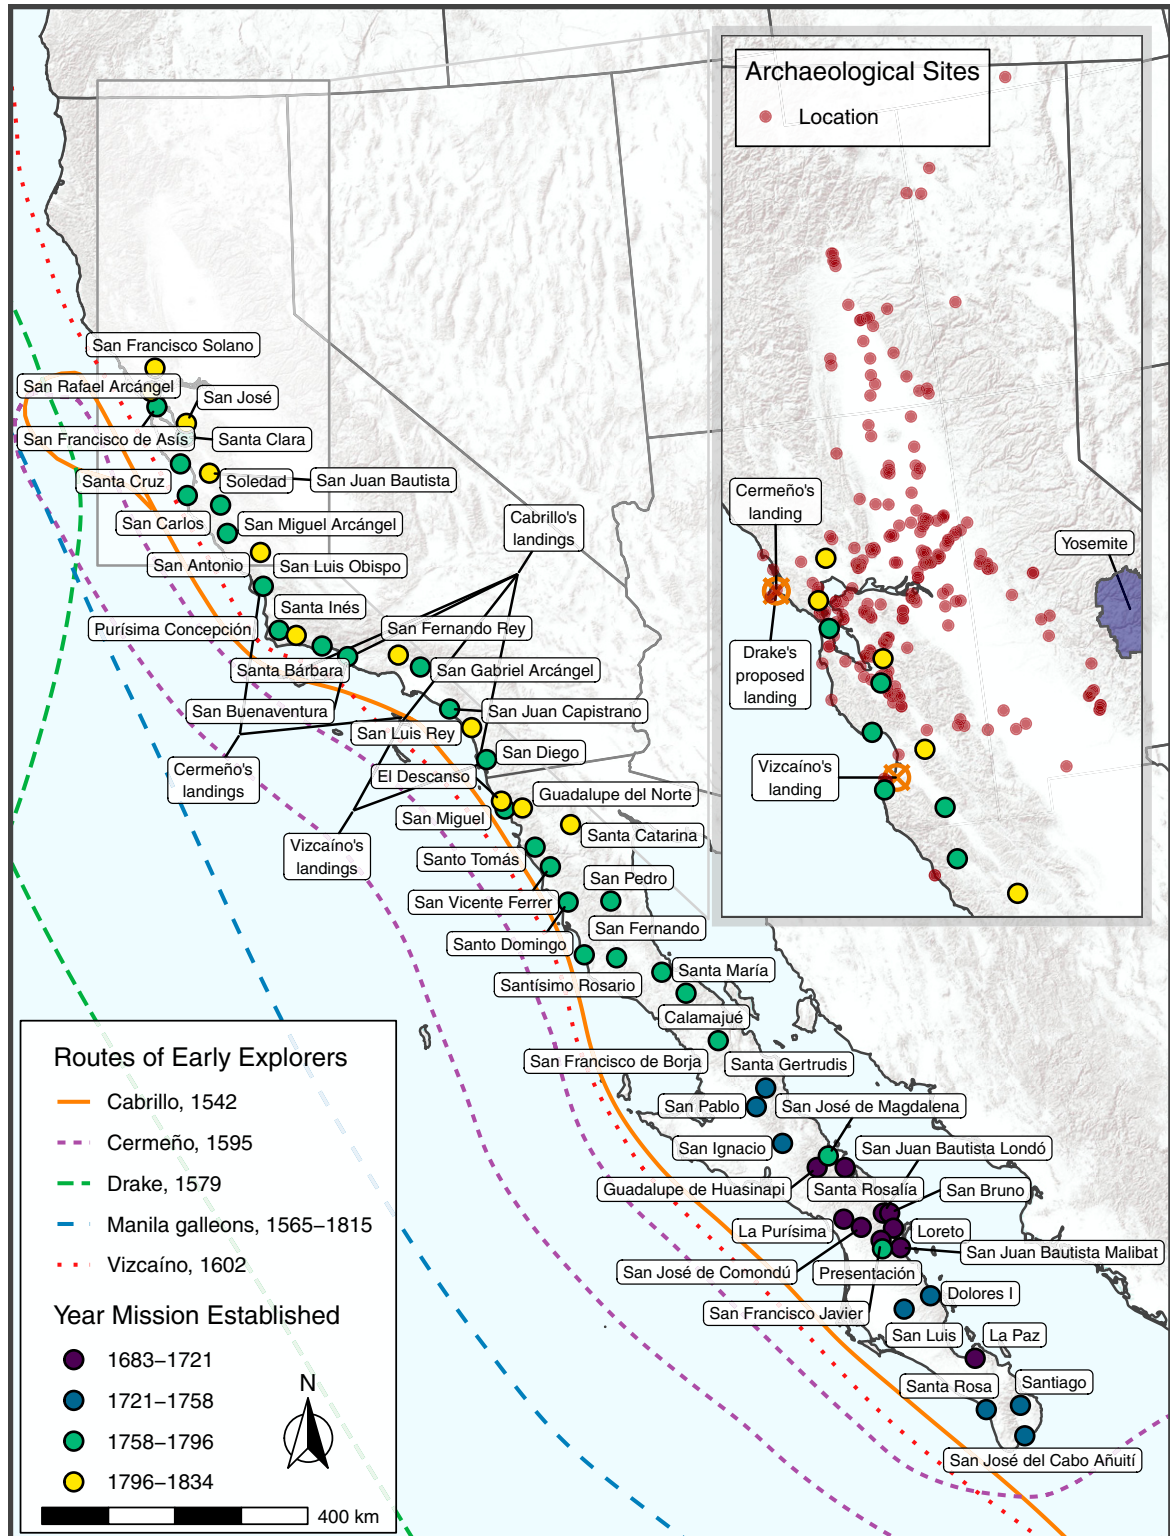 Archaeological Sites
Location
San Francisco Solano
San Rafael Arcángel
San José
San Francisco de Asís
Santa Clara
Santa Cruz
Soledad
San Juan Bautista
San Carlos
San Miguel Arcángel
Cabrillo's
landings
San Antonio
San Luis Obispo
Santa Inés
Purísima Concepción
San Fernando Rey
Santa Bárbara
San Gabriel Arcángel
San Buenaventura
San Juan Capistrano
San Luis Rey
San Diego
Cermeño's
landings
El Descanso
Guadalupe del Norte
San Miguel
Santa Catarina
Vizcaíno's
landings
Santo Tomás
San Pedro
San Vicente Ferrer
San Fernando
Santo Domingo
Santa María
Santísimo Rosario
Calamajué
San Francisco de Borja
Santa Gertrudis
San Pablo
San José de Magdalena
San Ignacio
San Juan Bautista Londó
Guadalupe de Huasinapi
Santa Rosalía
San Bruno
La Purísima
Loreto
San Juan Bautista Malibat
San José de Comondú
Presentación
San Francisco Javier
Dolores I
San Luis
La Paz
Santa Rosa
Santiago
San José del Cabo Añuití
Cermeño's
landing
Yosemite
Drake's
proposed
landing
Vizcaíno's
landing
Routes of Early Explorers
Cabrillo, 1542
Cermeño, 1595
Drake, 1579
Manila galleons, 1565–1815
Vizcaíno, 1602
Year Mission Established
1683–1721
1721–1758
1758–1796
1796–1834
N
400 km